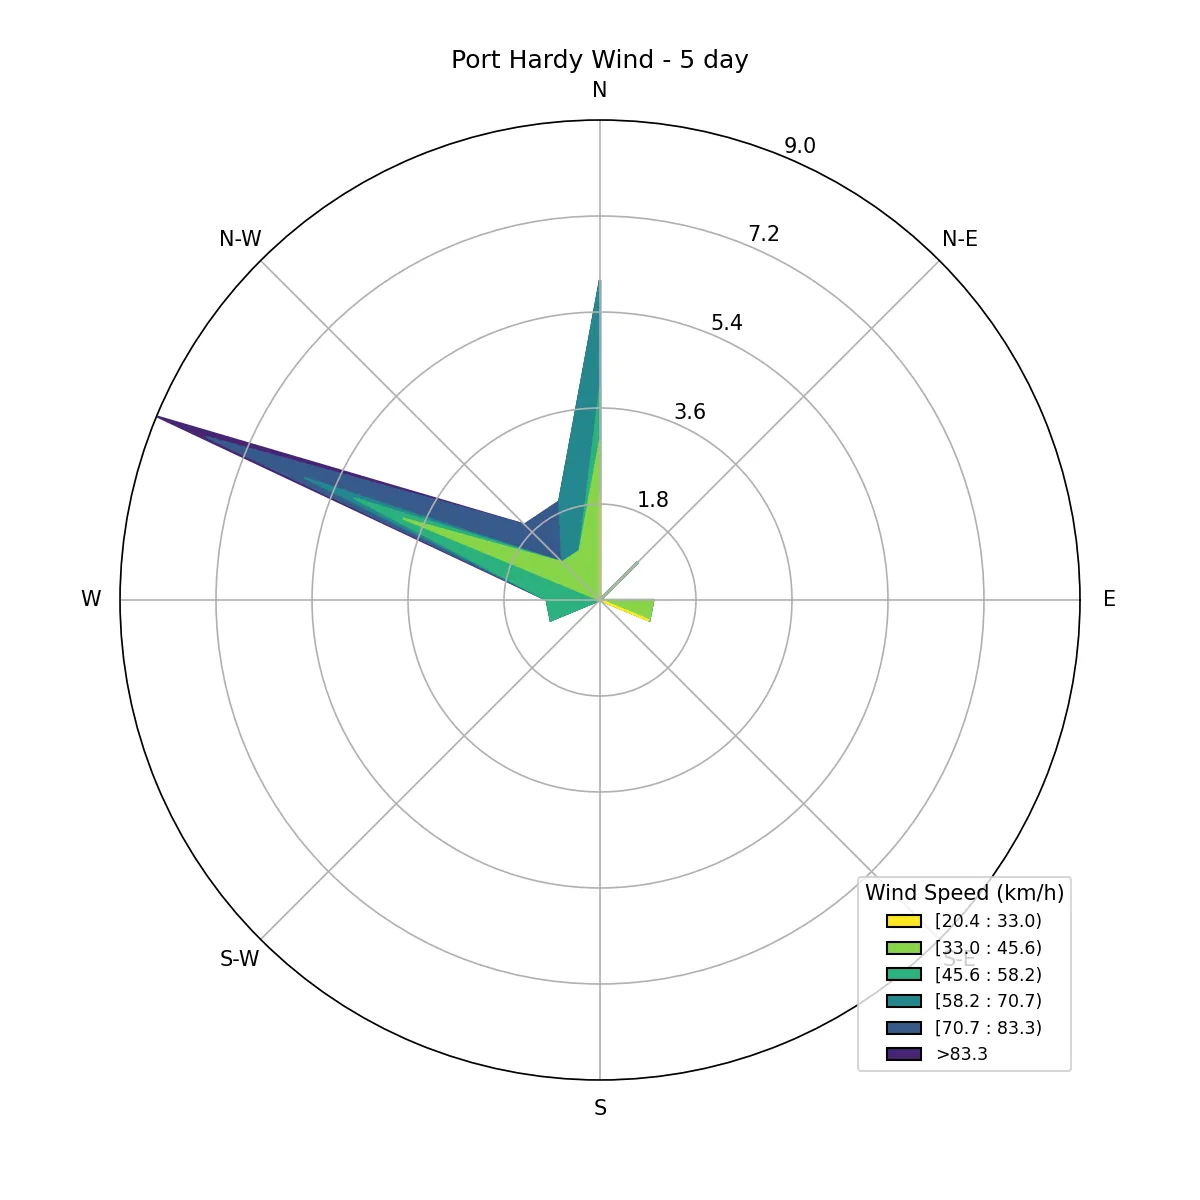 Port Hardy Wind - 5 day
N
9.0
N-W
N-E
7.2
5.4
3.6
1.8
W
E
S-W
S-E
S
Wind Speed (km/h)
[20.4 : 33.0)
[33.0 : 45.6)
[45.6 : 58.2)
[58.2 : 70.7)
[70.7 : 83.3)
>83.3